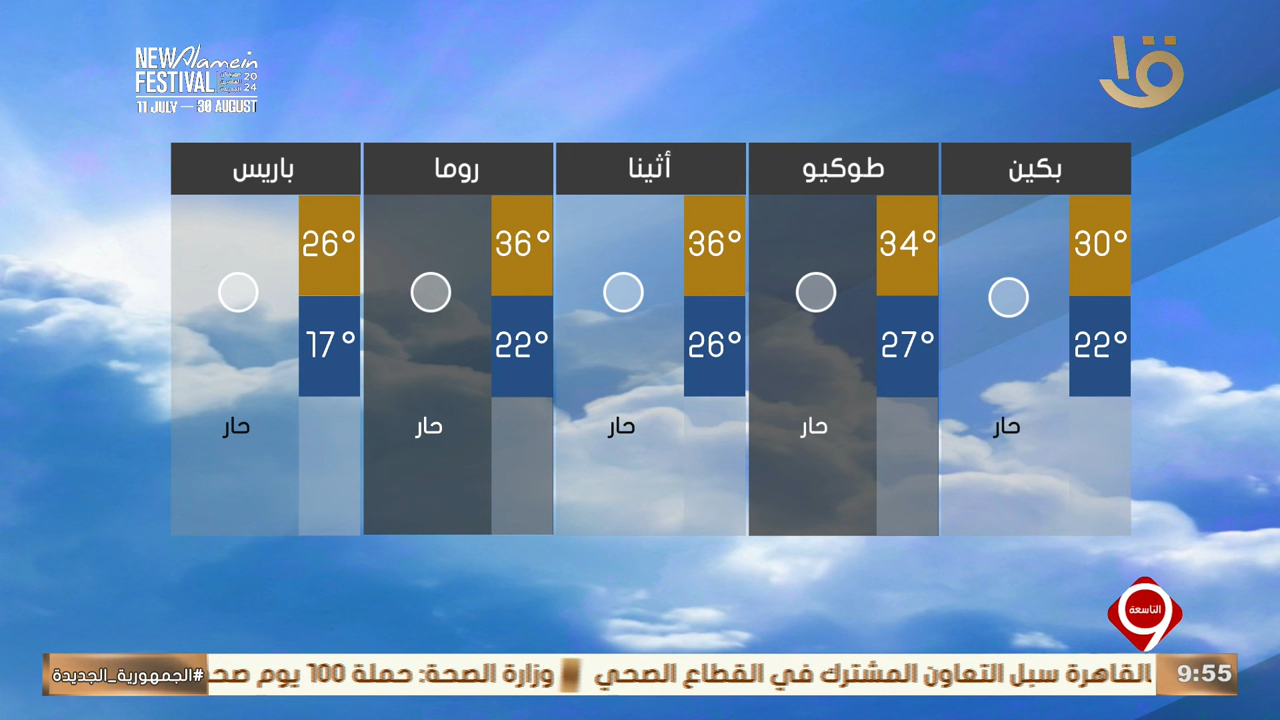 NEW Alamein
FESTIVAL 20
24
11 JULY — 30 AUGUST
بكين
30°
22°
حار
طوكيو
34°
27°
حار
أثينا
36°
26°
حار
روما
36°
22°
حار
باريس
26°
17°
حار
التاسعة
9
9:55
القاهرة سبل التعاون المشترك في القطاع الصحي
وزارة الصحة: حملة 100 يوم صحـ
#الجمهورية_الجديدة